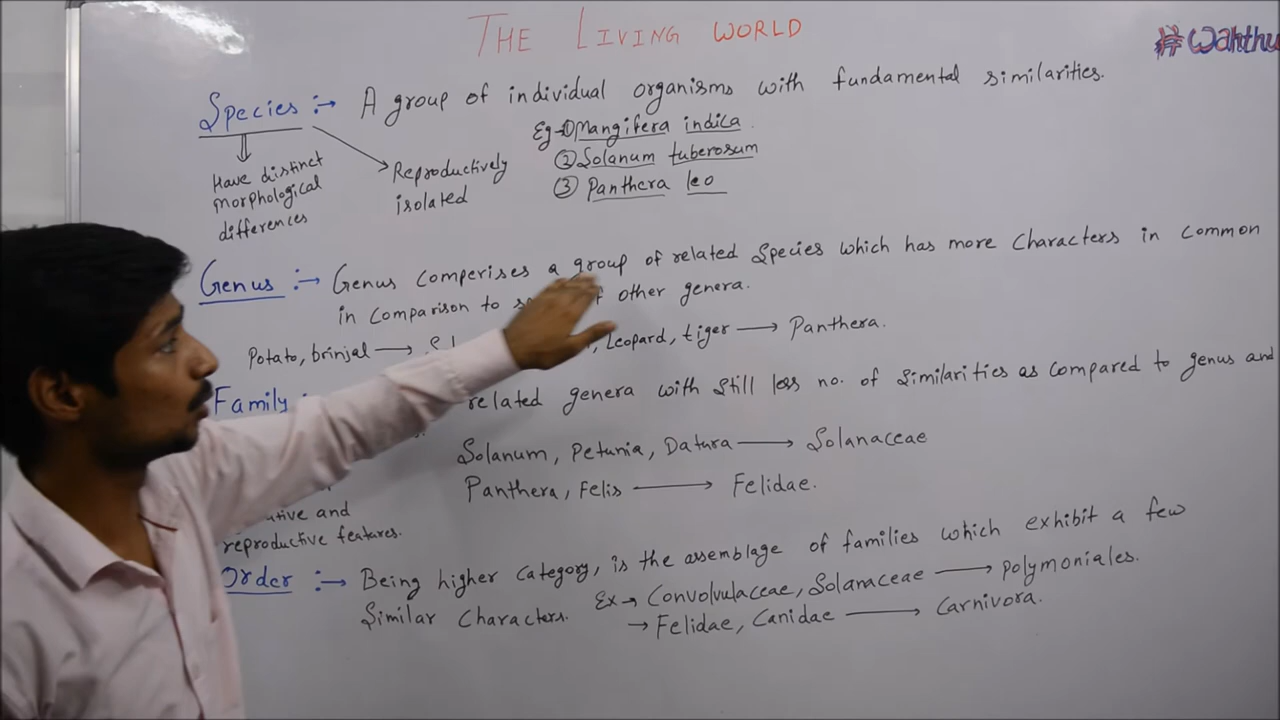 THE LIVING WORLD
#Wahthu
Species :→ A group of individual organisms with fundamental similarities.
Eg→① Mangifera indica
② Solanum tuberosum
③ Panthera leo
Have distinct
morphological
differences
Reproductively
isolated
Genus :→ Genus comperises a group of related Species which has more characters in common
in comparison to other genera.
Potato, brinjal → , Leopard, tiger → Panthera.
Family : related genera with still less no. of Similarities as compared to genus and
Solanum, Petunia, Datura → Solanaceae
Panthera, Felis → Felidae.
and
reproductive features.
Order :→ Being higher category, is the assemblage of families which exhibit a few
Similar Characters. Ex→ Convolvulaceae, Solanaceae → polymoniales.
→ Felidae, Canidae → Carnivora.